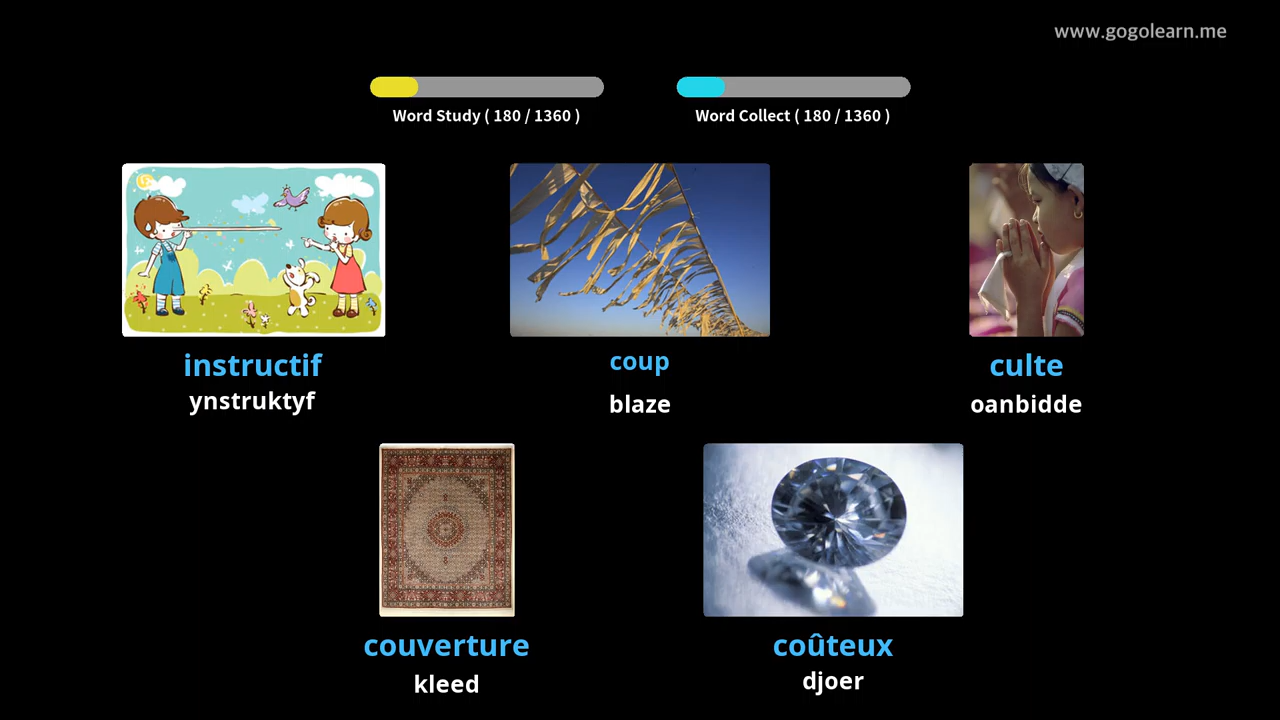 www.gogolearn.me
Word Study ( 180 / 1360 )
Word Collect ( 180 / 1360 )
instructif
ynstruktyf
coup
blaze
culte
oanbidde
couverture
kleed
coûteux
djoer